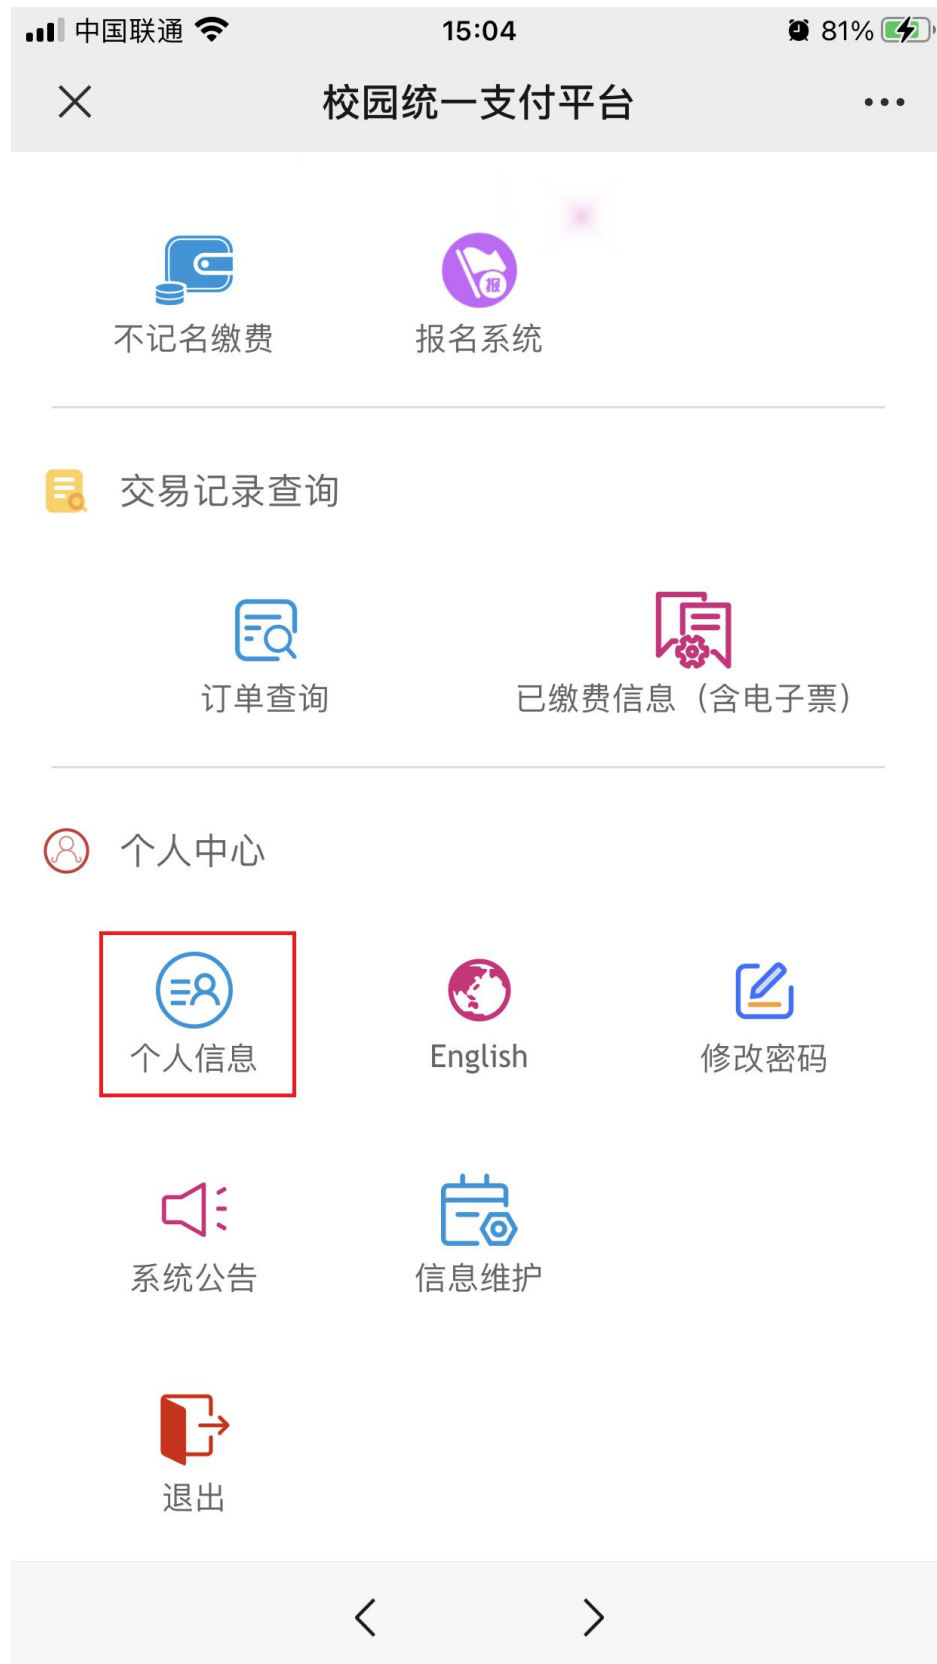 中国联通 15:04 81%
校园统一支付平台
不记名缴费 报名系统
报
交易记录查询
订单查询 已缴费信息（含电子票）
个人中心
个人信息 English 修改密码
系统公告 信息维护
退出